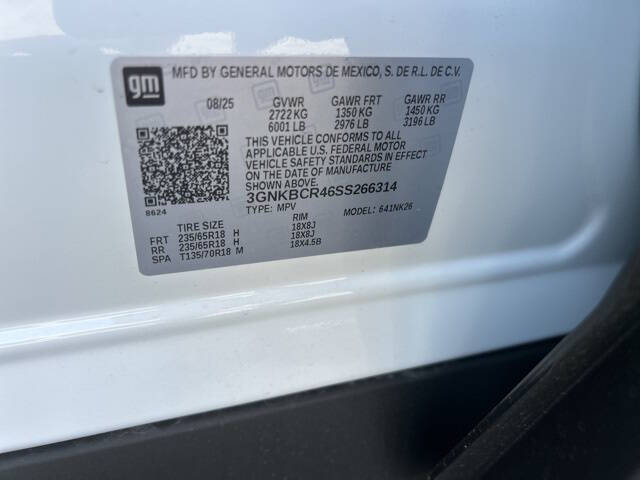 gm MFD BY GENERAL MOTORS DE MEXICO, S. DE R.L. DE C.V.
08/25 GVWR GAWR FRT GAWR RR
2722 KG 1350 KG 1450 KG
6001 LB 2976 LB 3196 LB
THIS VEHICLE CONFORMS TO ALL
APPLICABLE U.S. FEDERAL MOTOR
VEHICLE SAFETY STANDARDS IN EFFECT
ON THE DATE OF MANUFACTURE SHOWN ABOVE.
3GNKBCR46SS266314
8624 TYPE: MPV MODEL: 641NK26
TIRE SIZE RIM
FRT 235/65R18 H 18X8J
RR 235/65R18 H 18X8J
SPA T135/70R18 M 18X4.5B